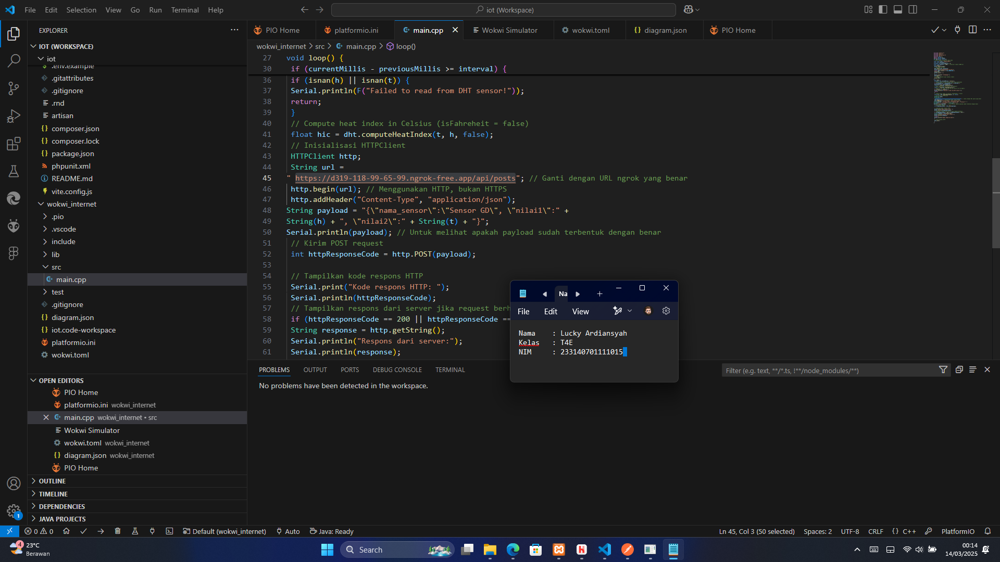 File Edit Selection View Go Run Terminal Help
iot (Workspace)
EXPLORER
IOT (WORKSPACE)
iot
.env.example
.gitattributes
.gitignore
.rnd
artisan
composer.json
composer.lock
package.json
phpunit.xml
README.md
vite.config.js
wokwi_internet
.pio
.vscode
include
lib
src
main.cpp
test
.gitignore
diagram.json
iot.code-workspace
platformio.ini
wokwi.toml
OPEN EDITORS
PIO Home
platformio.ini wokwi_internet
main.cpp wokwi_internet • src
Wokwi Simulator
wokwi.toml wokwi_internet
diagram.json wokwi_internet
PIO Home
OUTLINE
TIMELINE
DEPENDENCIES
JAVA PROJECTS
PIO Home platformio.ini main.cpp Wokwi Simulator wokwi.toml diagram.json PIO Home
wokwi_internet > src > main.cpp > loop()
27 void loop() {
30 if (currentMillis - previousMillis >= interval) {
36 if (isnan(h) || isnan(t)) {
37 Serial.println(F("Failed to read from DHT sensor!"));
38 return;
39 }
40 // Compute heat index in Celsius (isFahreheit = false)
41 float hic = dht.computeHeatIndex(t, h, false);
42 // Inisialisasi HTTPClient
43 HTTPClient http;
44 String url =
45 " https://d319-118-99-65-99.ngrok-free.app/api/posts"; // Ganti dengan URL ngrok yang benar
46 http.begin(url); // Menggunakan HTTP, bukan HTTPS
47 http.addHeader("Content-Type", "application/json");
48 String payload = "{\"nama_sensor\":\"Sensor GD\", \"nilai1\":" +
49 String(h) + ", \"nilai2\":" + String(t) + "}";
50 Serial.println(payload); // Untuk melihat apakah payload sudah terbentuk dengan benar
51 // Kirim POST request
52 int httpResponseCode = http.POST(payload);
53
54 // Tampilkan kode respons HTTP
55 Serial.print("Kode respons HTTP: ");
56 Serial.println(httpResponseCode);
57 // Tampilkan respons dari server jika request berh
58 if (httpResponseCode == 200 || httpResponseCode ==
59 String response = http.getString();
60 Serial.println("Respons dari server:");
61 Serial.println(response);
Na
File Edit View
Nama : Lucky Ardiansyah
Kelas : T4E
NIM : 233140701111015
PROBLEMS OUTPUT PORTS DEBUG CONSOLE TERMINAL
Filter (e.g. text, **/*.ts, !**/node_modules/**)
No problems have been detected in the workspace.
1
0 0 Default (wokwi_internet) Auto Java: Ready
Ln 45, Col 3 (50 selected) Spaces: 2 UTF-8 CRLF {} C++ PlatformIO
4
23°C
Berawan
Search
00:14
14/03/2025